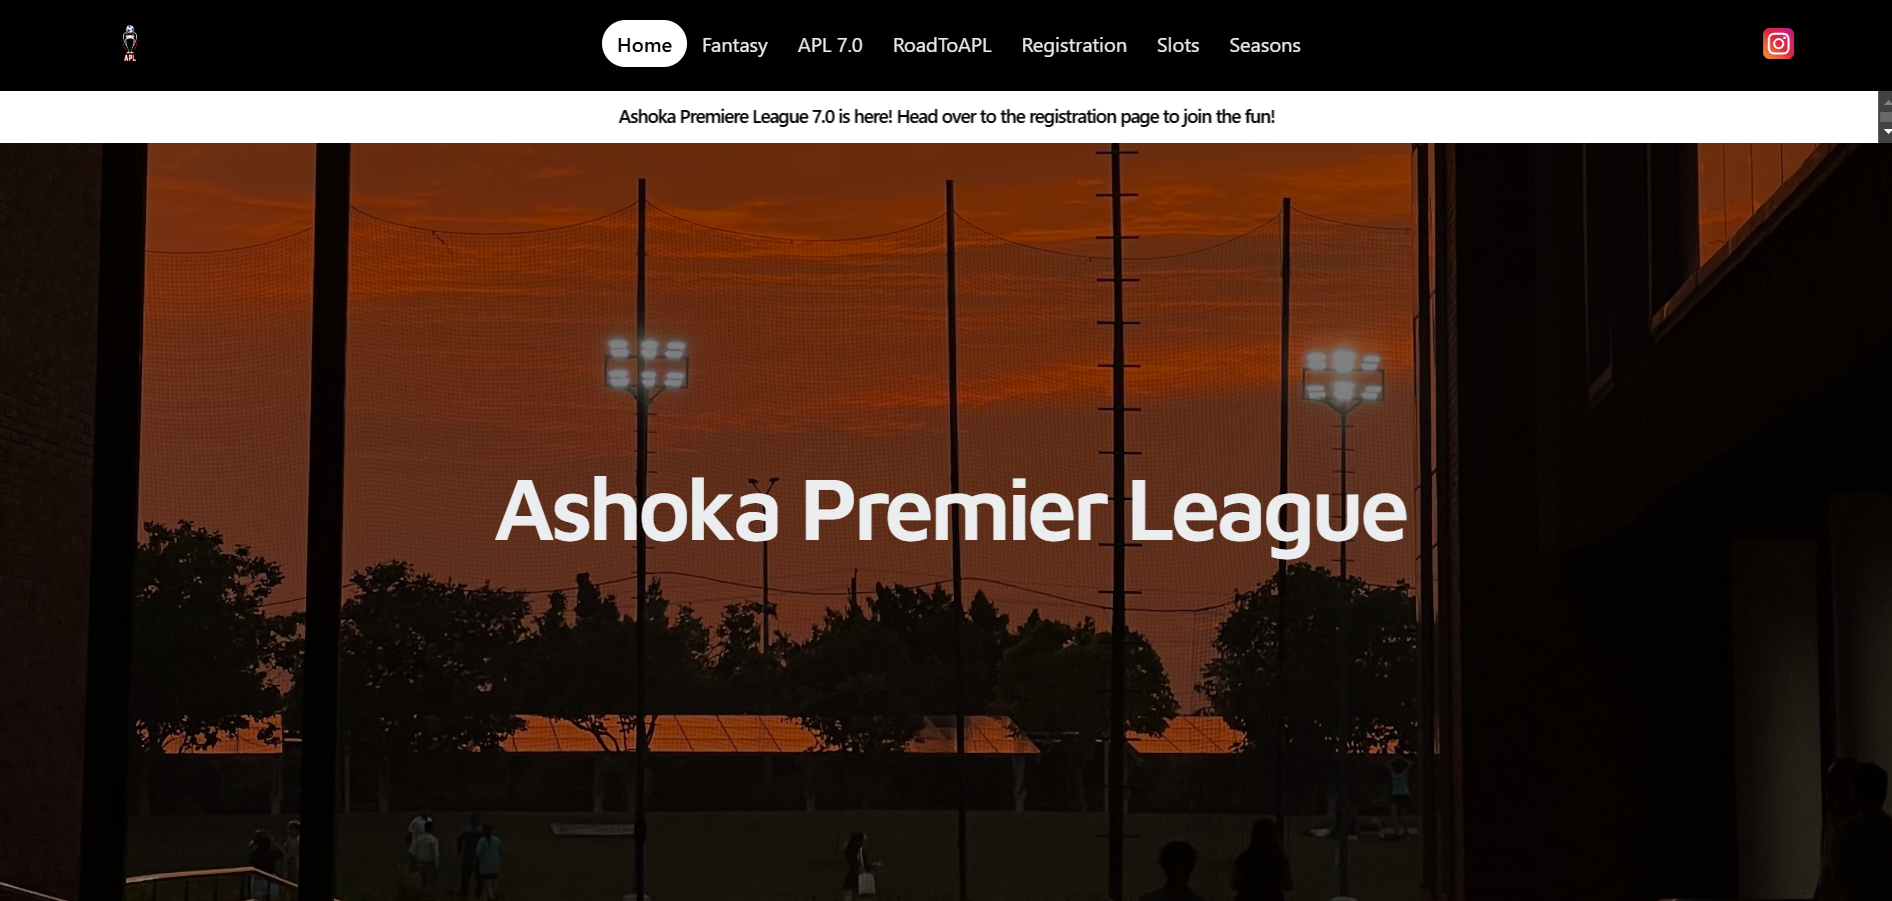 APL
Home Fantasy APL 7.0 RoadToAPL Registration Slots Seasons
Ashoka Premiere League 7.0 is here! Head over to the registration page to join the fun!
Ashoka Premier League